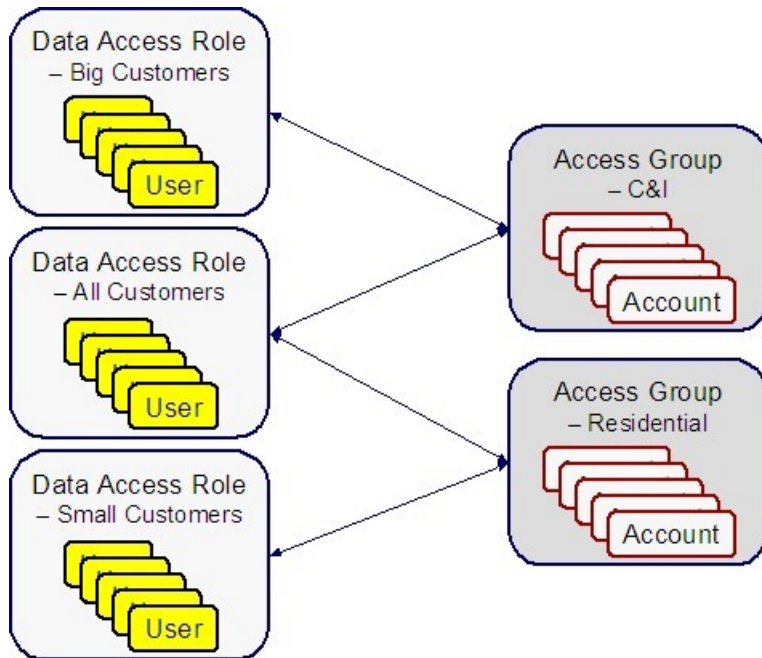 Data Access Role
– Big Customers
User
Data Access Role
– All Customers
User
Data Access Role
– Small Customers
User
Access Group
– C&I
Account
Access Group
– Residential
Account